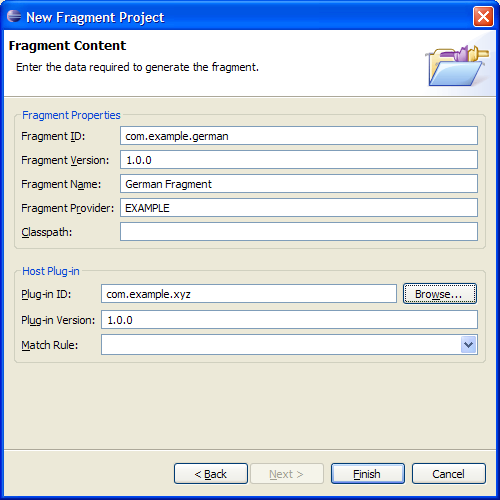 New Fragment Project
Fragment Content
Enter the data required to generate the fragment.
Fragment Properties
Fragment ID: com.example.german
Fragment Version: 1.0.0
Fragment Name: German Fragment
Fragment Provider: EXAMPLE
Classpath:
Host Plug-in
Plug-in ID: com.example.xyz Browse...
Plug-in Version: 1.0.0
Match Rule:
< Back Next > Finish Cancel